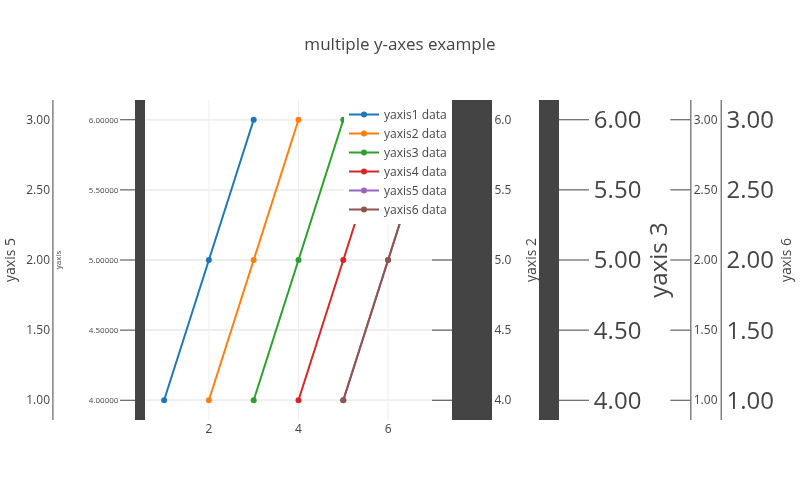 multiple y-axes example
yaxis 5
3.00
2.50
2.00
1.50
1.00
yaxis
6.00000
5.50000
5.00000
4.50000
4.00000
2
4
6
yaxis1 data
yaxis2 data
yaxis3 data
yaxis4 data
yaxis5 data
yaxis6 data
6.0
5.5
5.0
4.5
4.0
yaxis 2
6.00
5.50
5.00
4.50
4.00
yaxis 3
3.00
2.50
2.00
1.50
1.00
3.00
2.50
2.00
1.50
1.00
yaxis 6